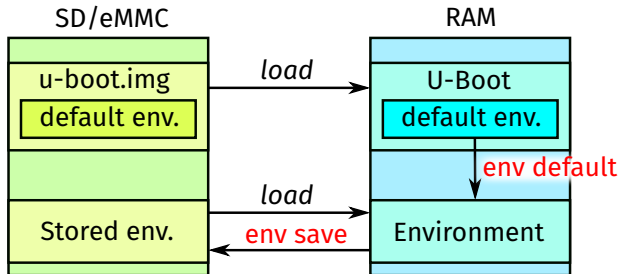 SD/eMMC
RAM
u-boot.img
default env.
load
U-Boot
default env.
env default
load
Stored env.
env save
Environment